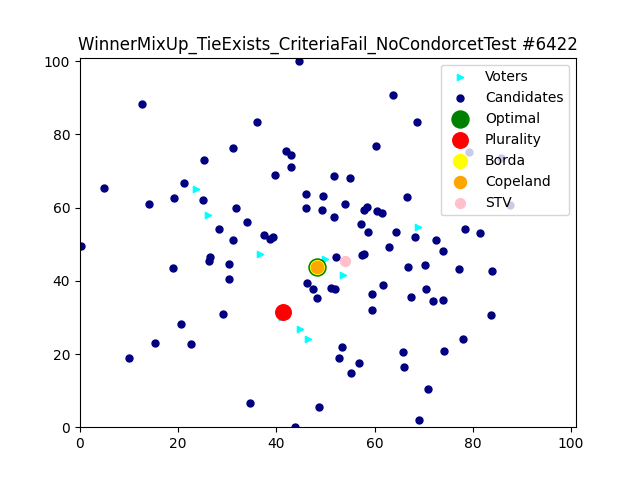 WinnerMixUp_TieExists_CriteriaFail_NoCondorcetTest #6422
100
80
60
40
20
0
0
20
40
60
80
100
Voters
Candidates
Optimal
Plurality
Borda
Copeland
STV